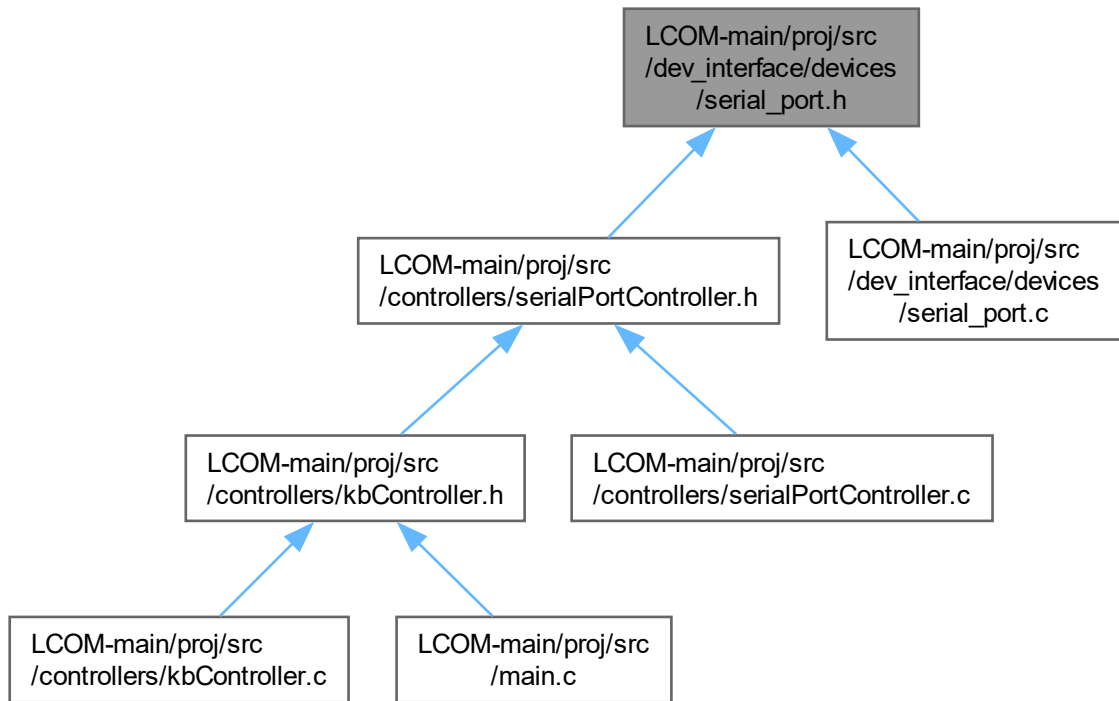 LCOM-main/proj/src
/dev_interface/devices
/serial_port.h
LCOM-main/proj/src
/controllers/serialPortController.h
LCOM-main/proj/src
/dev_interface/devices
/serial_port.c
LCOM-main/proj/src
/controllers/kbController.h
LCOM-main/proj/src
/controllers/serialPortController.c
LCOM-main/proj/src
/controllers/kbController.c
LCOM-main/proj/src
/main.c